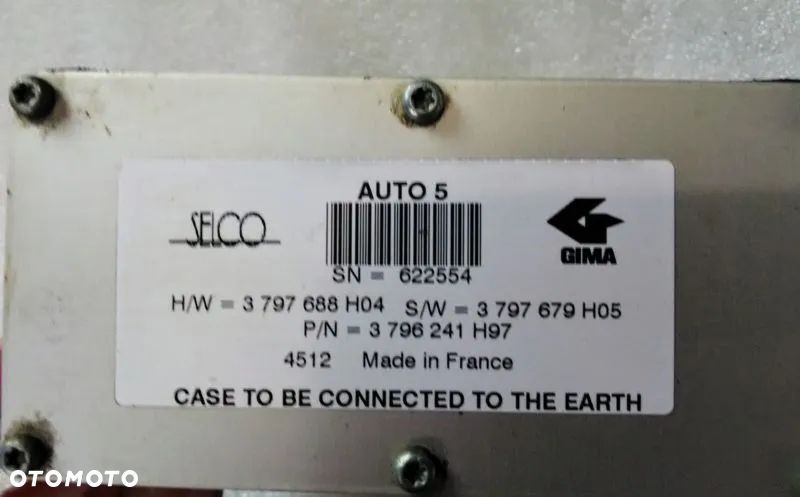 AUTO 5
SELCO
GIMA
SN = 622554
H/W = 3 797 688 H04 S/W = 3 797 679 H05
P/N = 3 796 241 H97
4512 Made in France
CASE TO BE CONNECTED TO THE EARTH
OTOMOTO